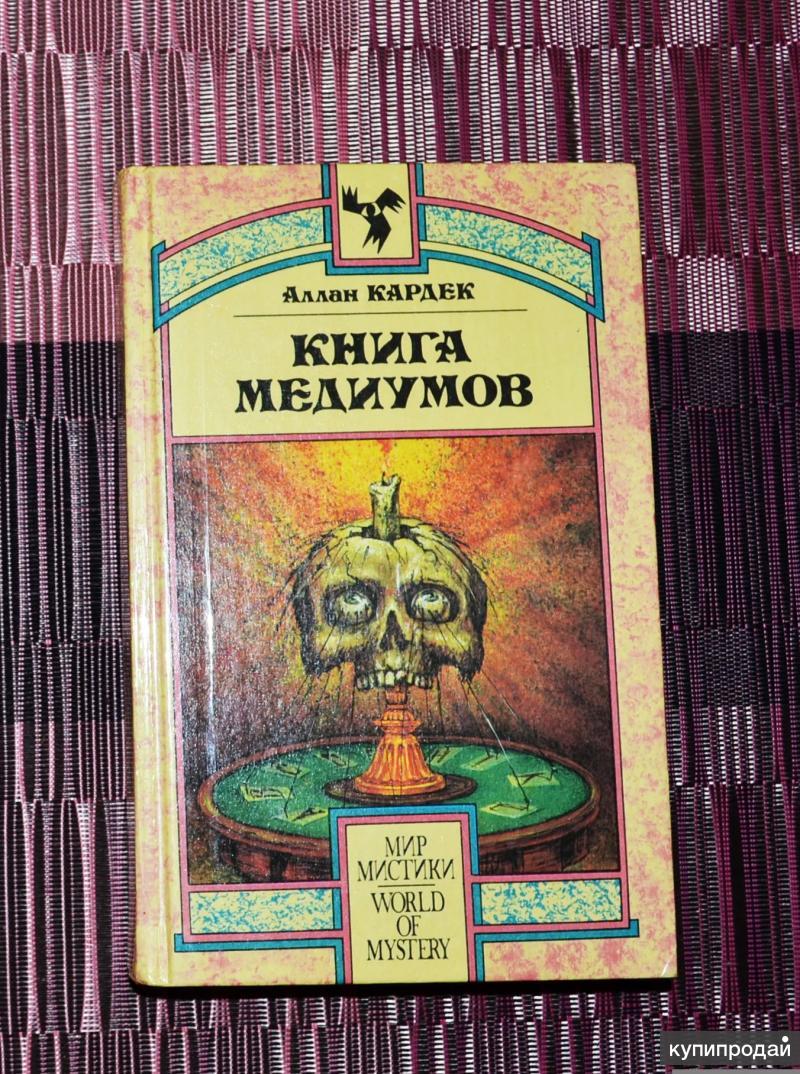 Аллан КАРДЕК
КНИГА
МЕДИУМОВ
МИР
МИСТИКИ
WORLD
OF
MYSTERY
купипродай